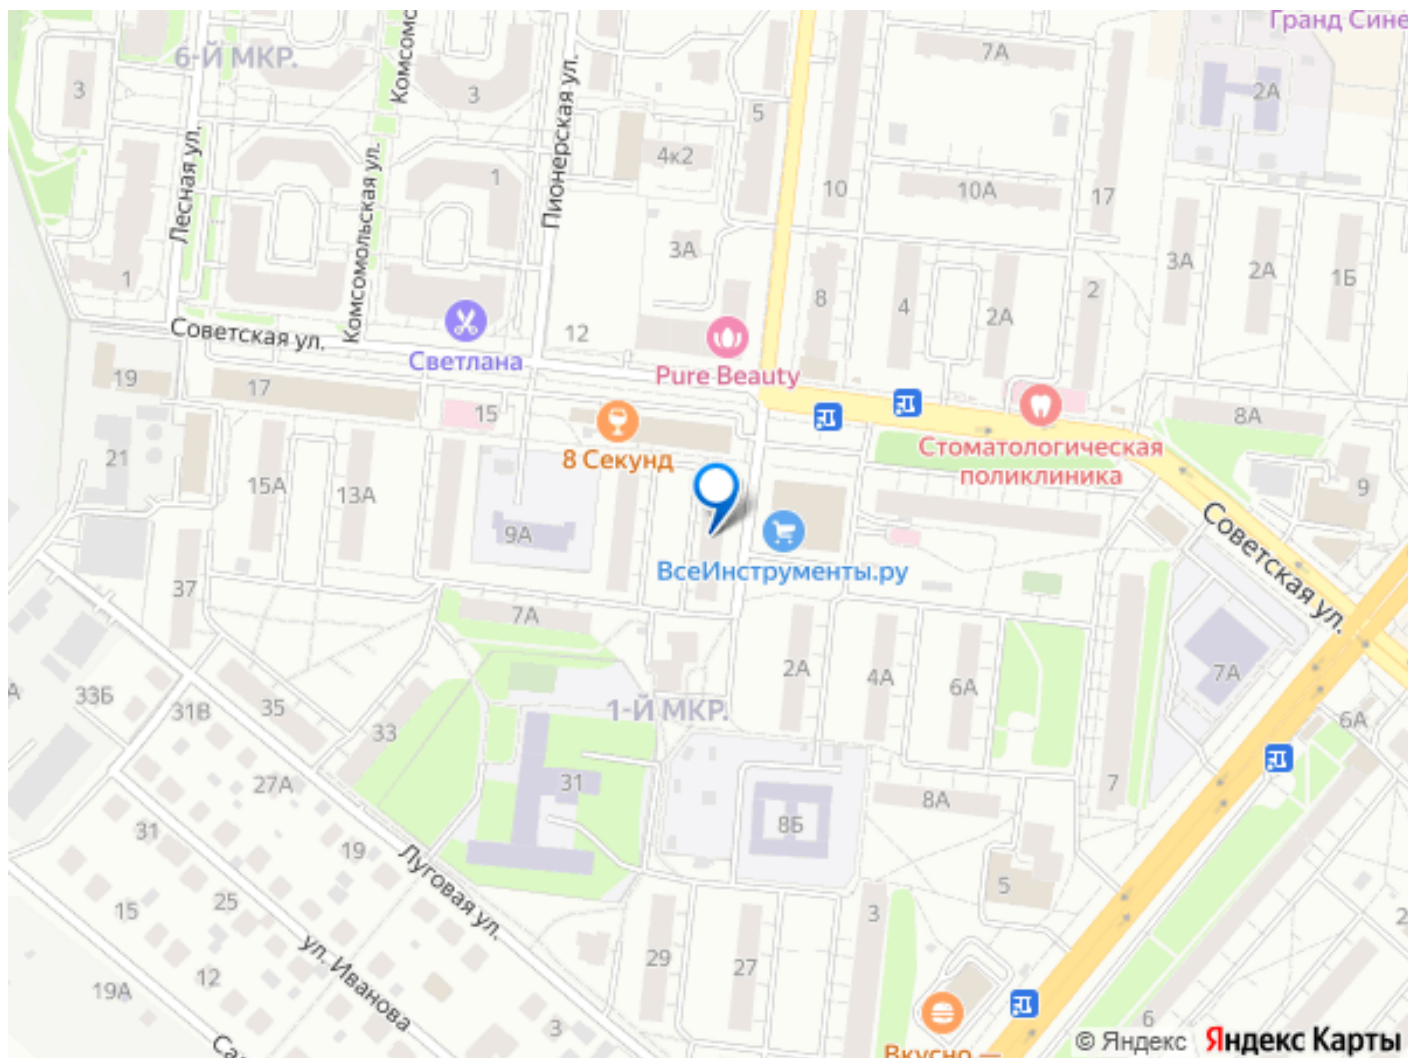 Гранд Сине
6-Й МКР.
7А
3
3
2А
5
Комсомо
4к2
1
Пионерская ул.
Лесная ул.
Комсомольская ул.
10
10А
17
3А
3А
2А
1Б
1
8
4
2А
2
Советская ул.
12
Светлана
Pure Beauty
19
17
15
8А
Стоматологическая
поликлиника
21
8 Секунд
15А
13А
9
9А
Советская ул.
ВсеИнструменты.ру
37
7А
2А
4А
6А
7А
А
33Б
31В
35
1-Й МКР.
6А
33
27А
31
7
8А
8Б
31
19
Луговая ул.
5
25
15
3
2
ул. Иванова
29
27
12
19А
3
6
Са
Вкусно —
© Яндекс Яндекс Карты